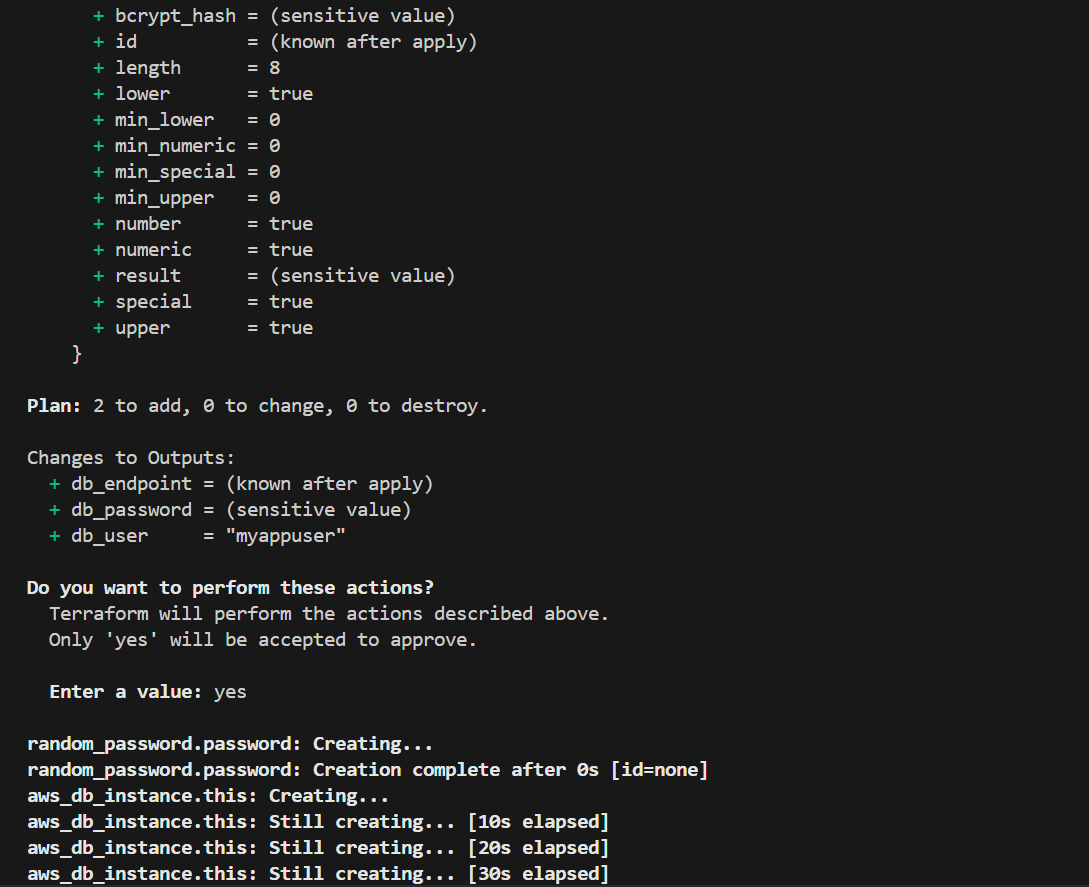 + bcrypt_hash = (sensitive value)
+ id          = (known after apply)
+ length      = 8
+ lower       = true
+ min_lower   = 0
+ min_numeric = 0
+ min_special = 0
+ min_upper   = 0
+ number      = true
+ numeric     = true
+ result      = (sensitive value)
+ special     = true
+ upper       = true
}
Plan: 2 to add, 0 to change, 0 to destroy.
Changes to Outputs:
+ db_endpoint = (known after apply)
+ db_password = (sensitive value)
+ db_user     = "myappuser"
Do you want to perform these actions?
Terraform will perform the actions described above.
Only 'yes' will be accepted to approve.
Enter a value: yes
random_password.password: Creating...
random_password.password: Creation complete after 0s [id=none]
aws_db_instance.this: Creating...
aws_db_instance.this: Still creating... [10s elapsed]
aws_db_instance.this: Still creating... [20s elapsed]
aws_db_instance.this: Still creating... [30s elapsed]